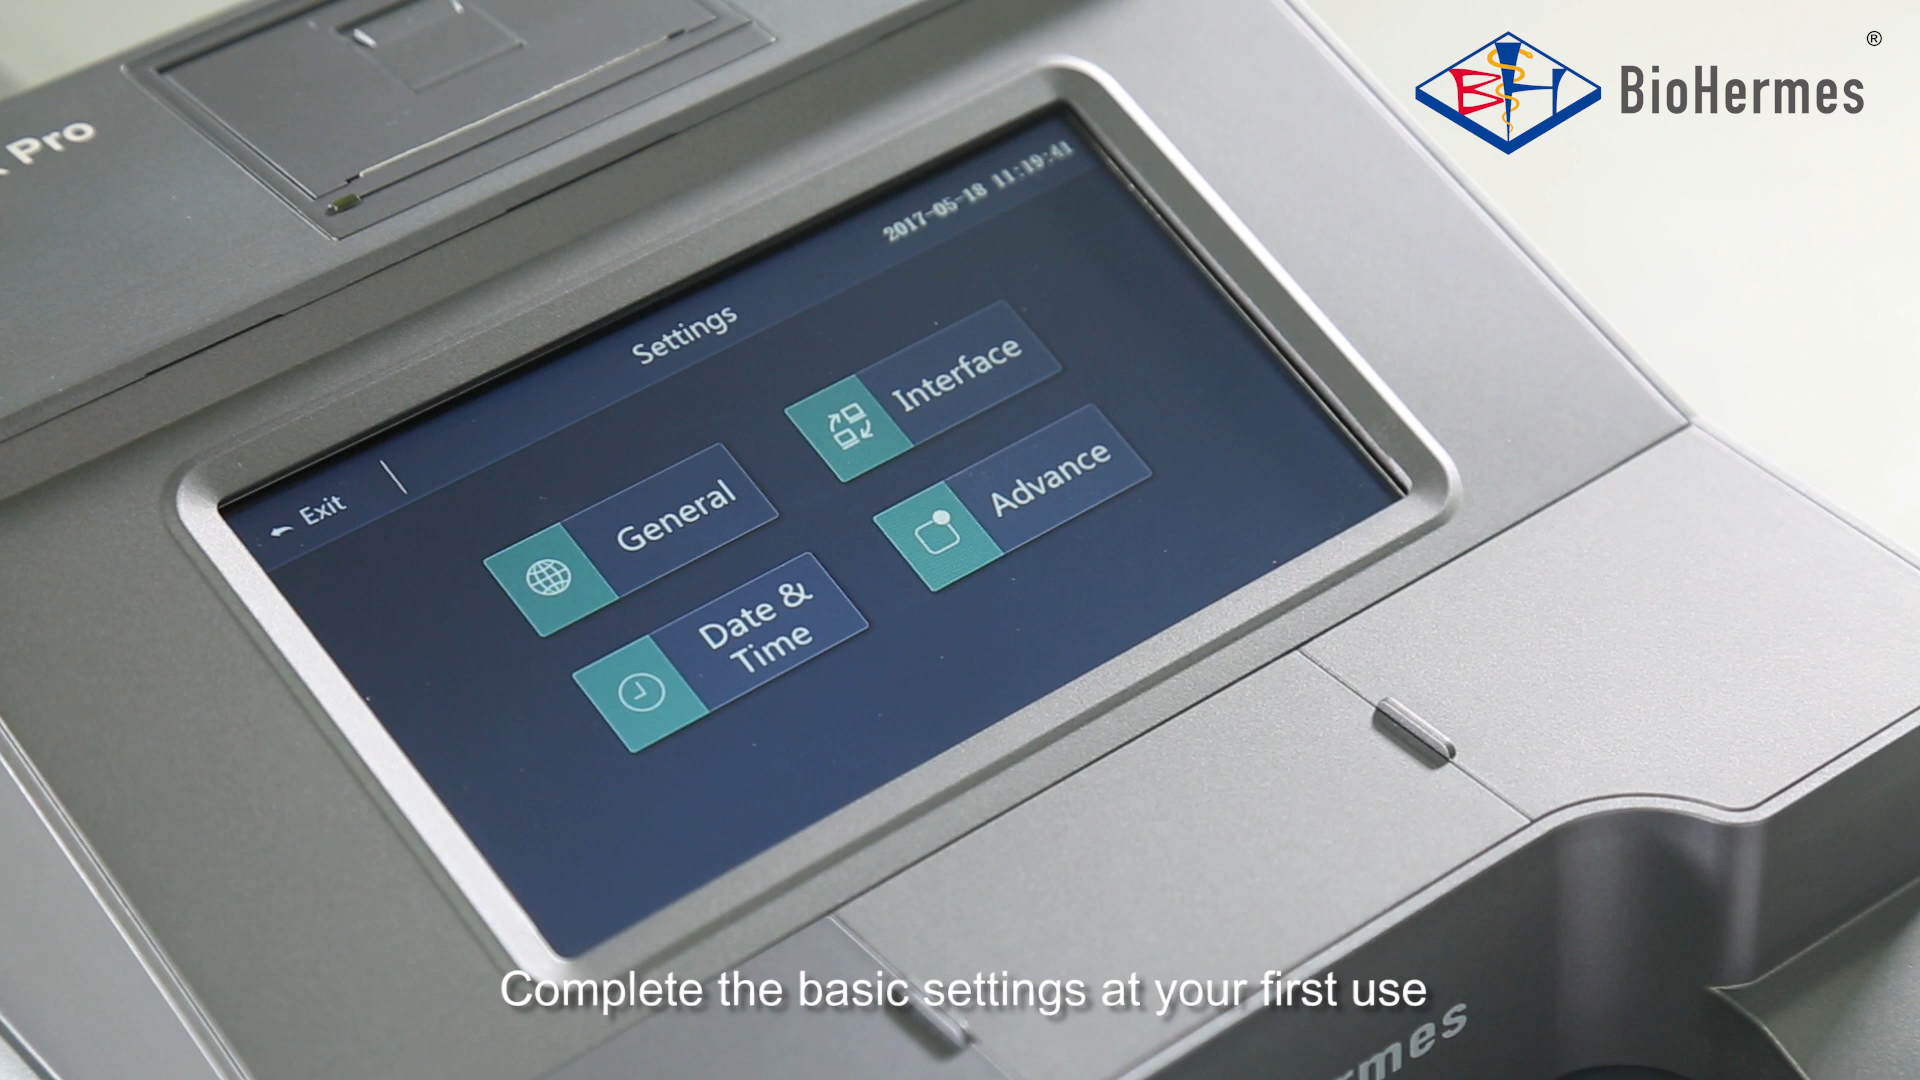 BioHermes ®
Pro
2017-05-18 11:19:41
Settings
Exit
General
Interface
Date &
Time
Advance
Complete the basic settings at your first use
rmes